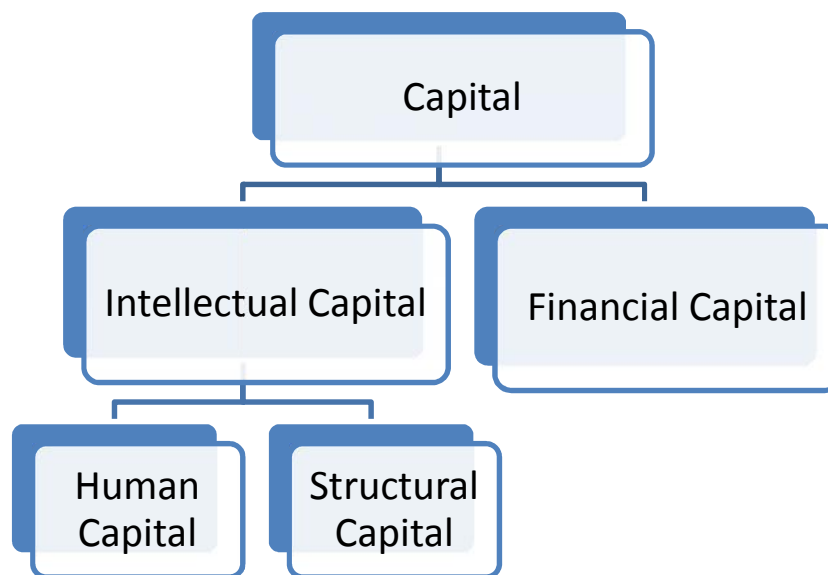 Capital
Intellectual Capital
Financial Capital
Human
Capital
Structural
Capital